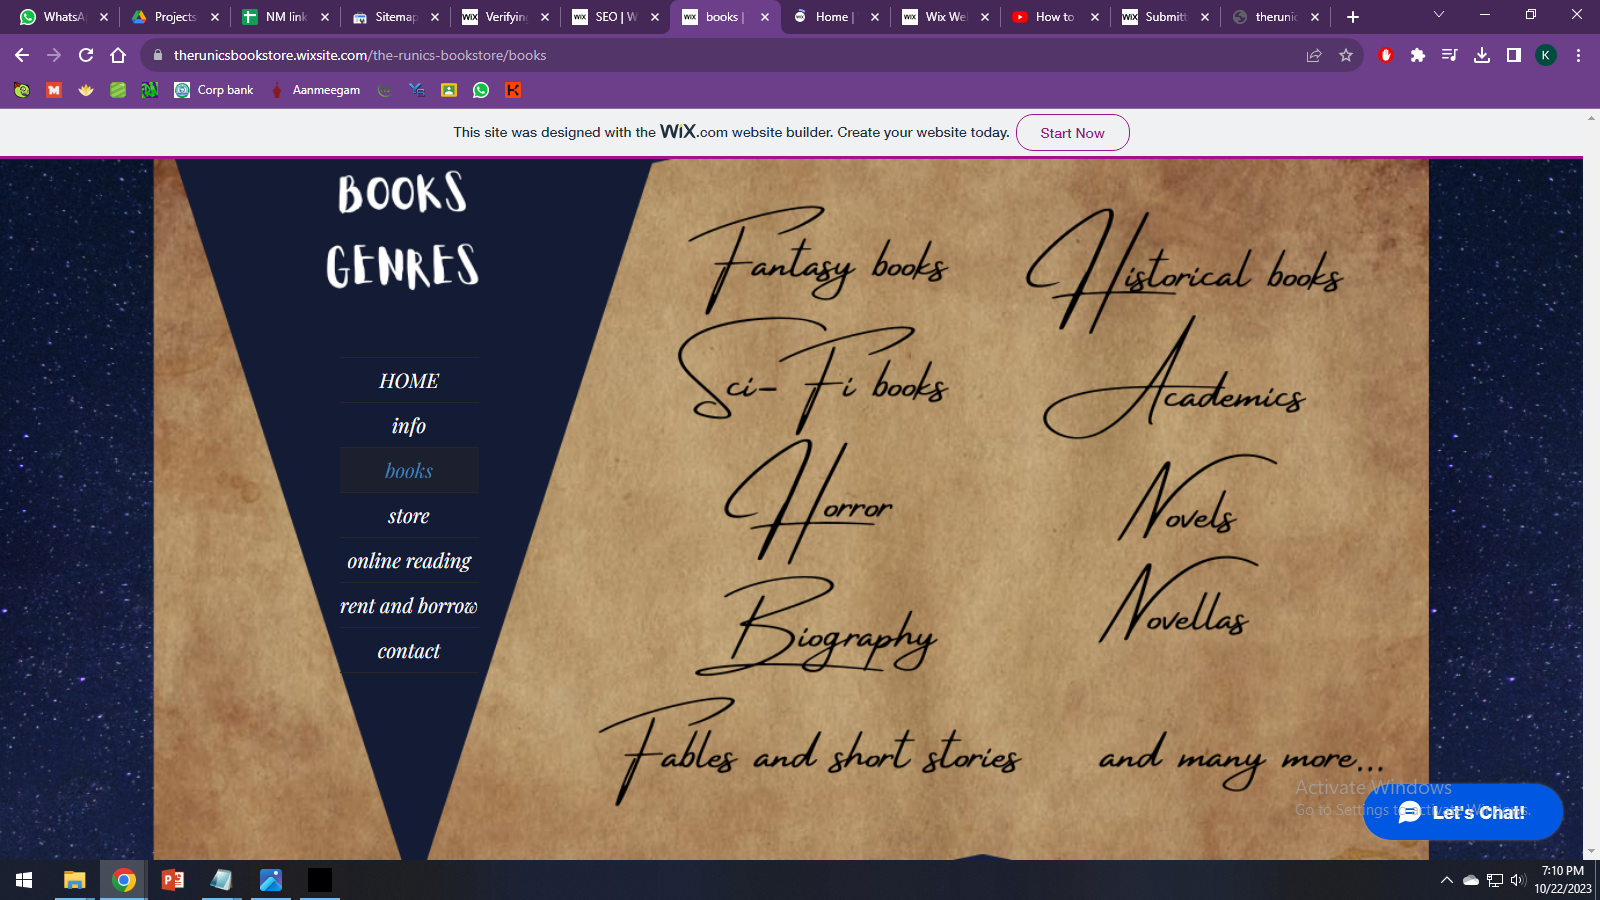 WhatsA
Projects
NM link
Sitemap
Verifying
SEO | W
books |
Home |
Wix We
How to
Submitt
therunic
therunicsbookstore.wixsite.com/the-runics-bookstore/books
K
Corp bank
Aanmeegam
This site was designed with the WiX.com website builder. Create your website today.
Start Now
BOOKS
GENRES
HOME
info
books
store
online reading
rent and borrow
contact
Fantasy books
Historical books
Sci-Fi books
Academics
Horror
Novels
Biography
Novellas
Fables and short stories
and many more...
Activate Windows
Go to Settings to activate Windows.
Let's Chat!
7:10 PM
10/22/2023